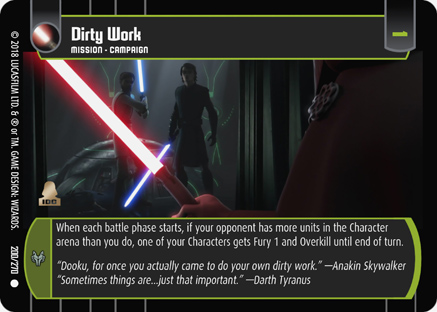 Dirty Work
MISSION - CAMPAIGN
When each battle phase starts, if your opponent has more units in the Character
arena than you do, one of your Characters gets Fury 1 and Overkill until end of turn.
“Dooku, for once you actually came to do your own dirty work.” —Anakin Skywalker
“Sometimes things are...just that important.” —Darth Tyranus
© 2018 LUCASFILM LTD. & ® or TM. GAME DESIGN: WIZARDS.